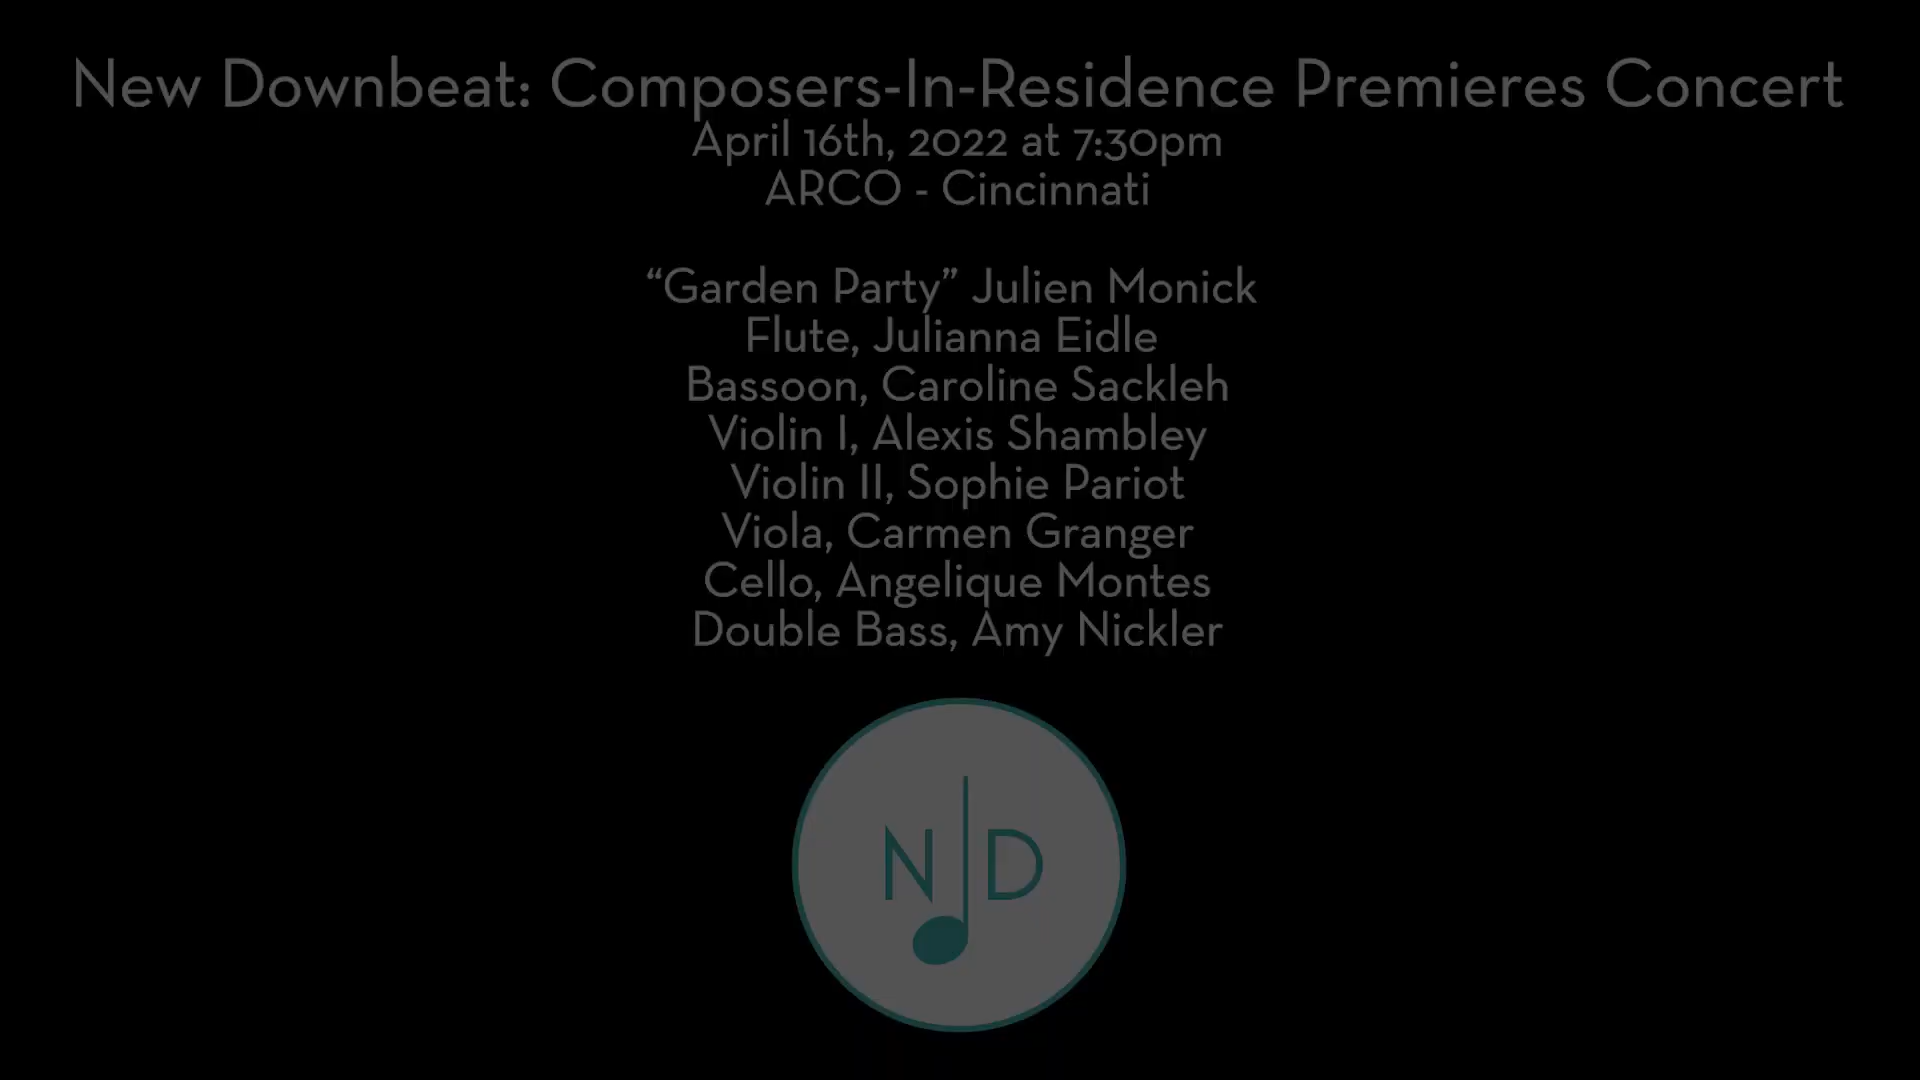 New Downbeat: Composers-In-Residence Premieres Concert
April 16th, 2022 at 7:30pm
ARCO - Cincinnati
“Garden Party” Julien Monick
Flute, Julianna Eidle
Bassoon, Caroline Sackleh
Violin I, Alexis Shambley
Violin II, Sophie Pariot
Viola, Carmen Granger
Cello, Angelique Montes
Double Bass, Amy Nickler
N D